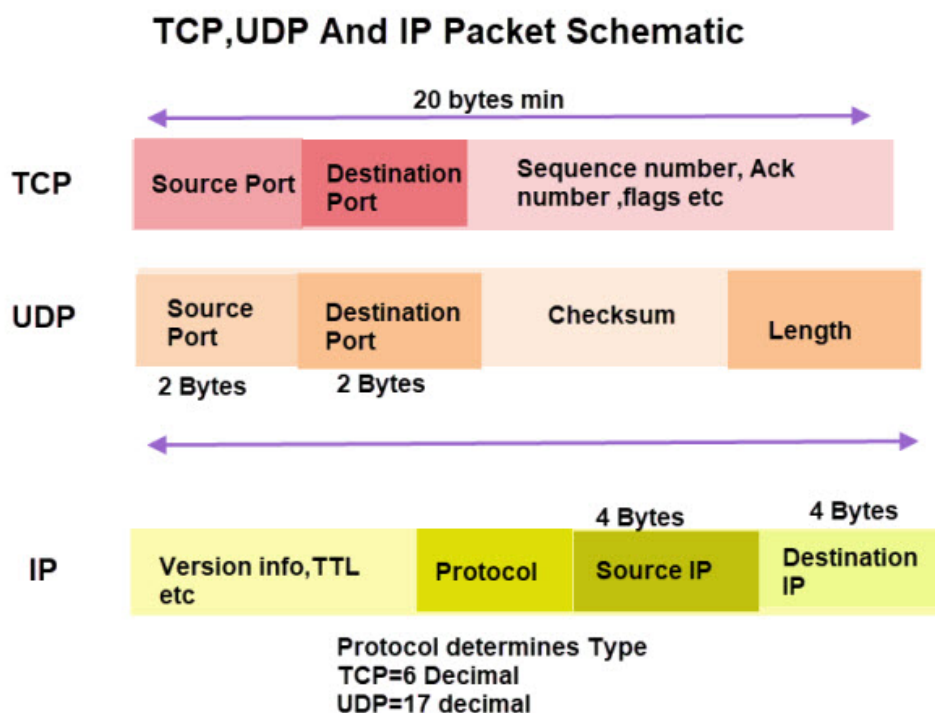 TCP,UDP And IP Packet Schematic
20 bytes min
TCP
Source Port
Destination
Port
Sequence number, Ack
number ,flags etc
UDP
Source
Port
Destination
Port
Checksum
Length
2 Bytes
2 Bytes
4 Bytes
4 Bytes
IP
Version info,TTL
etc
Protocol
Source IP
Destination
IP
Protocol determines Type
TCP=6 Decimal
UDP=17 decimal